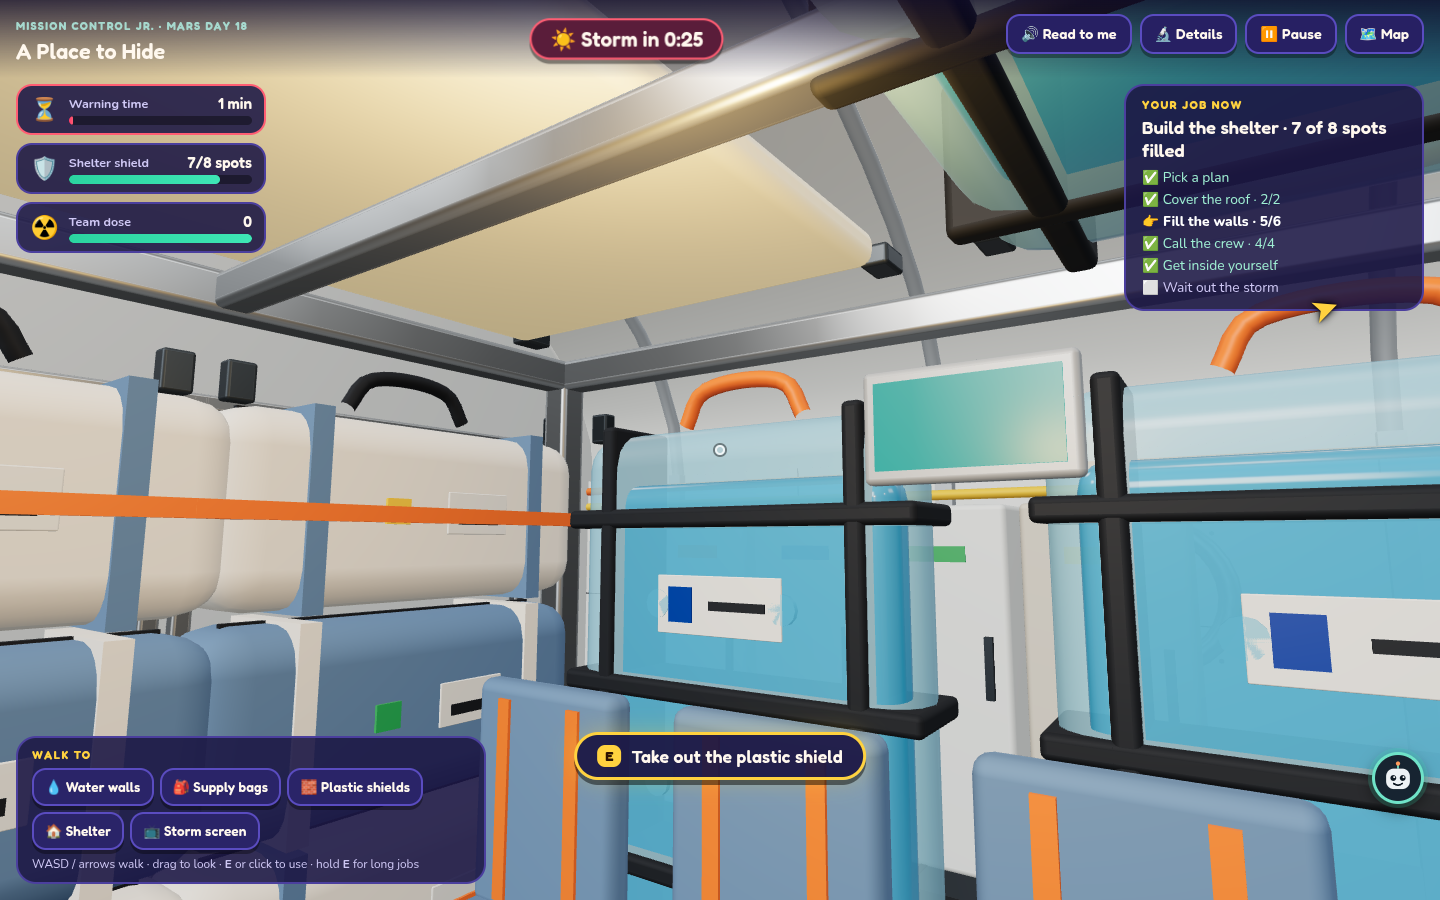 MISSION CONTROL JR. · MARS DAY 18
A Place to Hide
Storm in 0:25
Read to me
Details
Pause
Map
Warning time 1 min
Shelter shield 7/8 spots
Team dose 0
YOUR JOB NOW
Build the shelter · 7 of 8 spots
filled
Pick a plan
Cover the roof · 2/2
Fill the walls · 5/6
Call the crew · 4/4
Get inside yourself
Wait out the storm
E Take out the plastic shield
WALK TO
Water walls
Supply bags
Plastic shields
Shelter
Storm screen
WASD / arrows walk · drag to look · E or click to use · hold E for long jobs